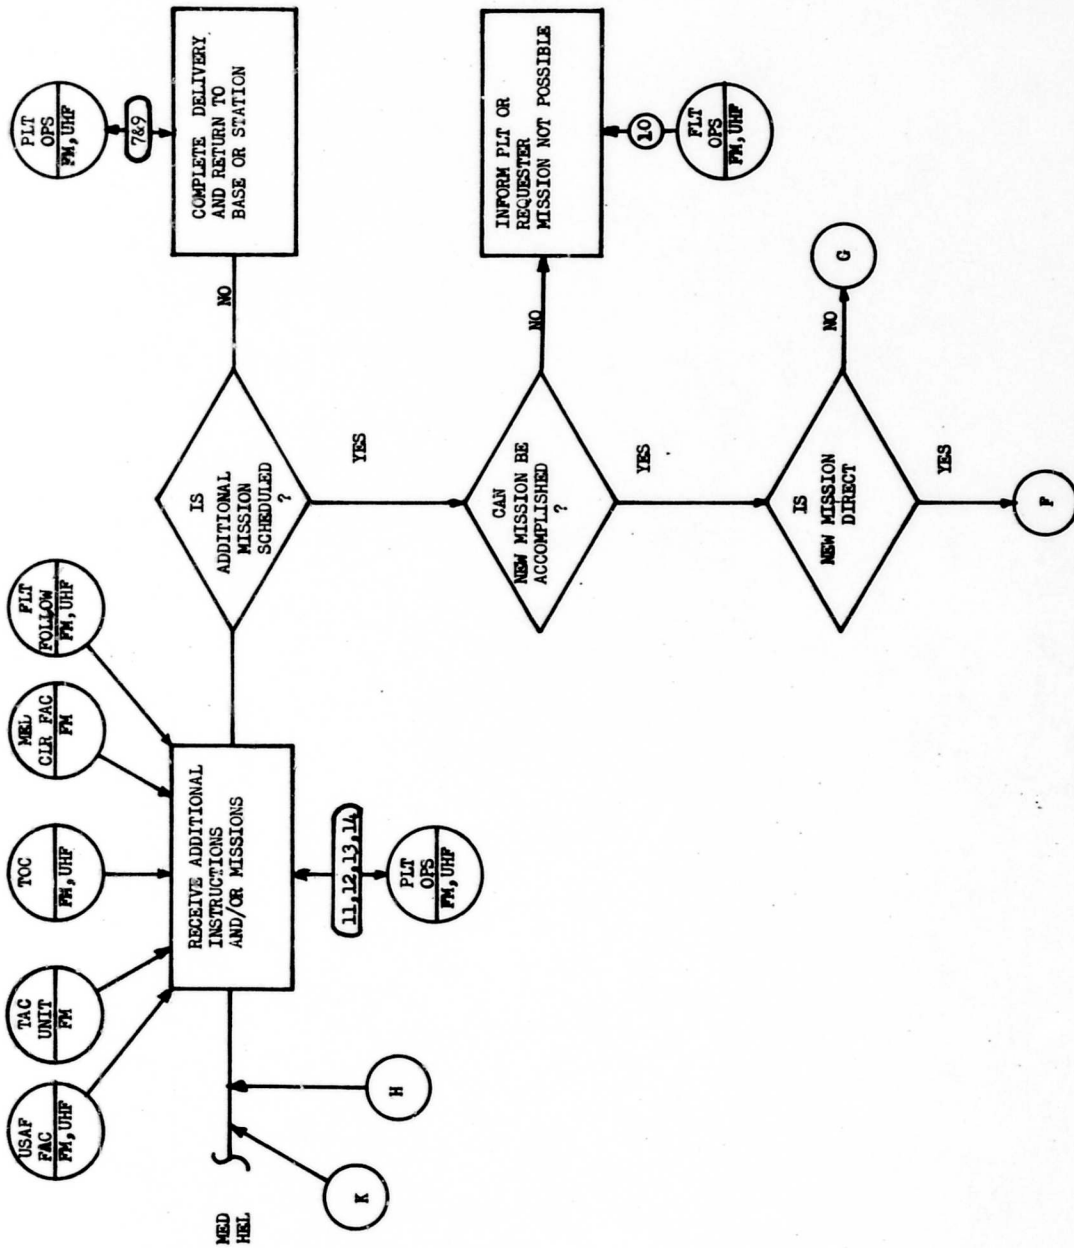 USAF
FAC
FM,UHF
TAC
UNIT
FM
TOC
FM,UHF
MEL
CLR FAC
FM
FLT
FOLLOW
FM,UHF
PLT
OPS
FM,UHF
7&9
MED
HEL
RECEIVE ADDITIONAL
INSTRUCTIONS
AND/OR MISSIONS
IS
ADDITIONAL
MISSION
SCHEDULED
?
NO
COMPLETE DELIVERY
AND RETURN TO
BASE OR STATION
K
H
11,12,13,14
PLT
OPS
FM,UHF
YES
CAN
NEW MISSION BE
ACCOMPLISHED
?
NO
INFORM PLT OR
REQUESTER
MISSION NOT POSSIBLE
10
FLT
OPS
FM,UHF
YES
IS
NEW MISSION
DIRECT
NO
G
YES
F